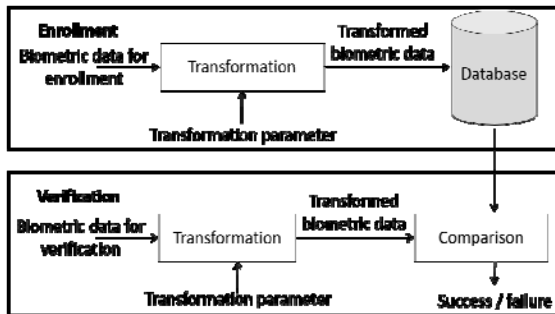 Enrollment
Biometric data for
enrollment
Transformation
Transformed
biometric data
Database
Transformation parameter
Verification
Biometric data for
verification
Transformation
Transformed
biometric data
Comparison
Transformation parameter
Success / failure